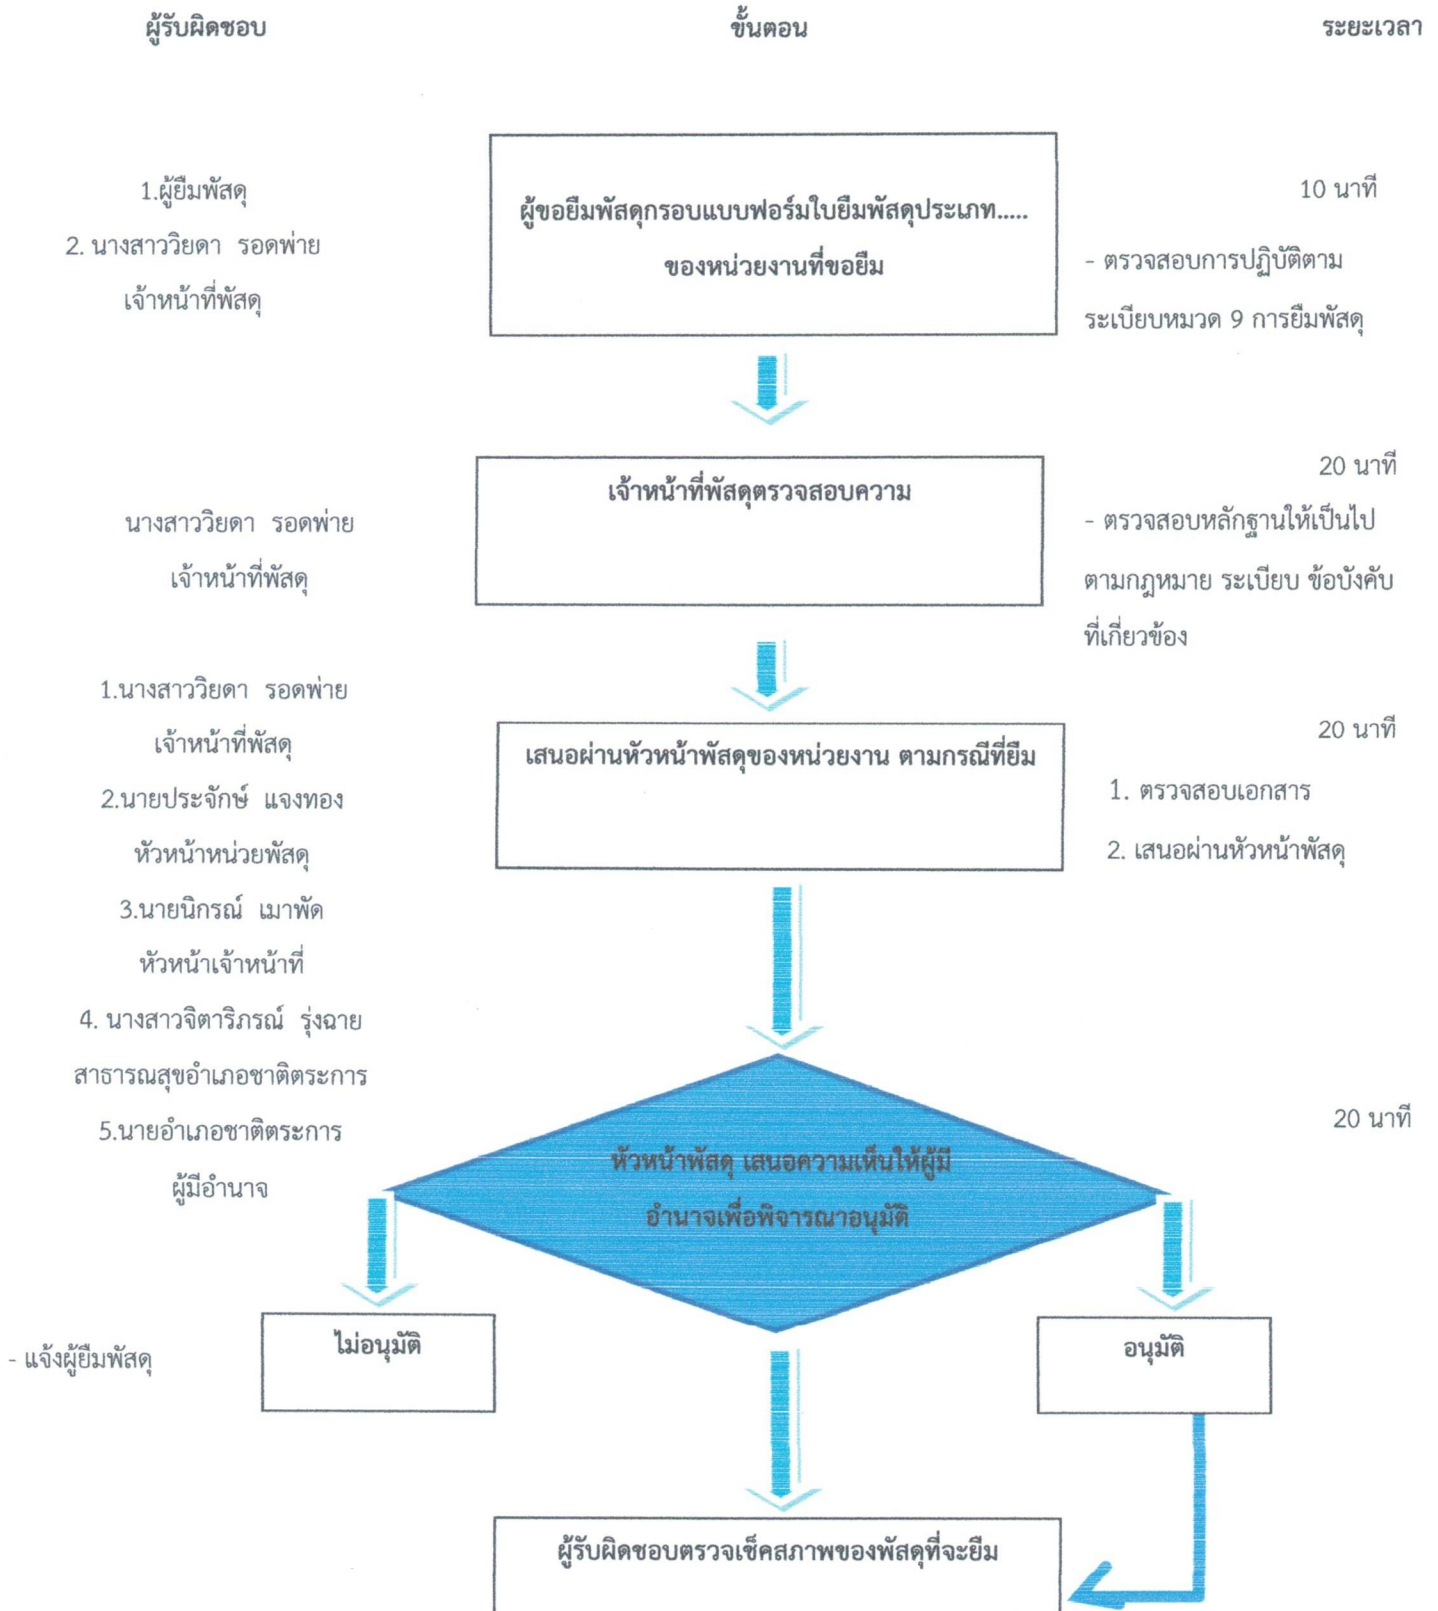 ผู้รับผิดชอบ ขั้นตอน ระยะเวลา
1.ผู้ยืมพัสดุ
2. นางสาววิยดา รอดพ่าย
เจ้าหน้าที่พัสดุ
ผู้ขอยืมพัสดุกรอบแบบฟอร์มใบยืมพัสดุประเภท.....
ของหน่วยงานที่ขอยืม
10 นาที
- ตรวจสอบการปฏิบัติตาม
ระเบียบหมวด 9 การยืมพัสดุ
นางสาววิยดา รอดพ่าย
เจ้าหน้าที่พัสดุ
เจ้าหน้าที่พัสดุตรวจสอบความ
20 นาที
- ตรวจสอบหลักฐานให้เป็นไป
ตามกฎหมาย ระเบียบ ข้อบังคับ
ที่เกี่ยวข้อง
1.นางสาววิยดา รอดพ่าย
เจ้าหน้าที่พัสดุ
2.นายประจักษ์ แจงทอง
หัวหน้าหน่วยพัสดุ
3.นายนิกรณ์ เมาพัด
หัวหน้าเจ้าหน้าที่
4. นางสาวจิตาริภรณ์ รุ่งฉาย
สาธารณสุขอำเภอชาติตระการ
5.นายอำเภอชาติตระการ
ผู้มีอำนาจ
เสนอผ่านหัวหน้าพัสดุของหน่วยงาน ตามกรณีที่ยืม
20 นาที
1. ตรวจสอบเอกสาร
2. เสนอผ่านหัวหน้าพัสดุ
หัวหน้าพัสดุ เสนอความเห็นให้ผู้มี
อำนาจเพื่อพิจารณาอนุมัติ
20 นาที
- แจ้งผู้ยืมพัสดุ
ไม่อนุมัติ
อนุมัติ
ผู้รับผิดชอบตรวจเช็คสภาพของพัสดุที่จะยืม